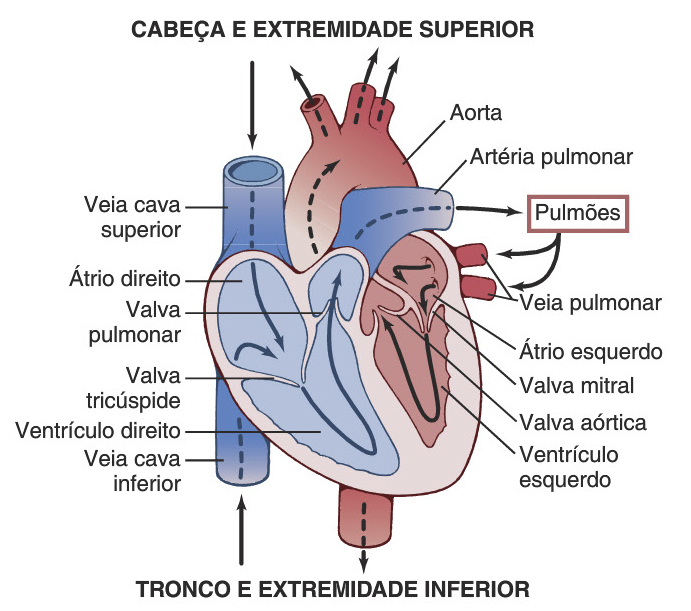 CABEÇA E EXTREMIDADE SUPERIOR
Aorta
Artéria pulmonar
Pulmões
Veia cava
superior
Átrio direito
Valva
pulmonar
Valva
tricúspide
Ventrículo direito
Veia cava
inferior
Veia pulmonar
Átrio esquerdo
Valva mitral
Valva aórtica
Ventrículo
esquerdo
TRONCO E EXTREMIDADE INFERIOR